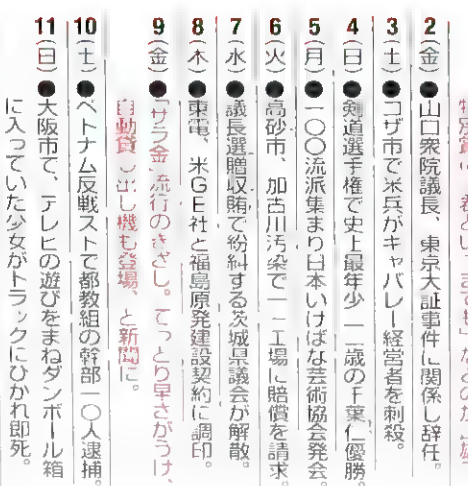 2(金)●山口衆院議長、東京大証事件に関係し辞任。
3(土)●コザ市で米兵がキャバレー経営者を刺殺。
4(日)●剣道選手権で史上最年少二二歳の千葉仁優勝。
5(月)●一〇〇流派集まり日本いけばな芸術協会発会。
6(火)●高砂市、加古川汚染で一一工場に賠償を請求。
7(水)●議長選贈収賄で紛糾する茨城県議会が解散。
8(木)●東電、米GE社と福島原発建設契約に調印。
9(金)●「サラ金」流行のきざし。てっとり早さがうけ、
自動貸し出し機も登場、と新聞に。
10(土)●ベトナム反戦ストで都教組の幹部一〇人逮捕。
11(日)●大阪市で、テレビの遊びをまねダンボール箱
に入っていた少女がトラックにひかれ即死。